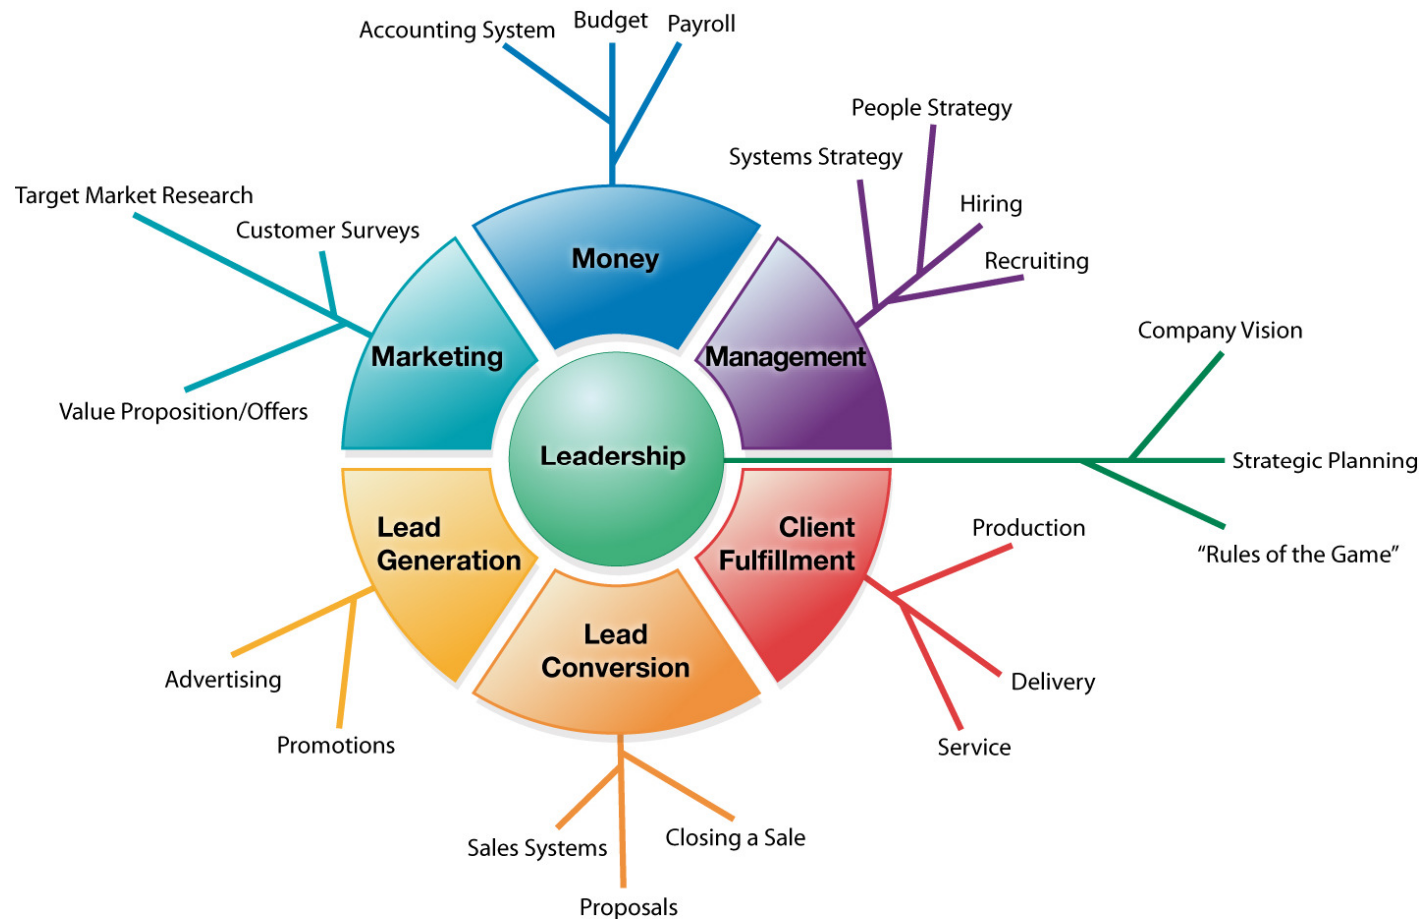 Accounting System
Budget
Payroll
People Strategy
Systems Strategy
Hiring
Recruiting
Target Market Research
Customer Surveys
Value Proposition/Offers
Money
Marketing
Management
Leadership
Company Vision
Strategic Planning
“Rules of the Game”
Lead
Generation
Client
Fulfillment
Lead
Conversion
Production
Delivery
Service
Advertising
Promotions
Sales Systems
Closing a Sale
Proposals